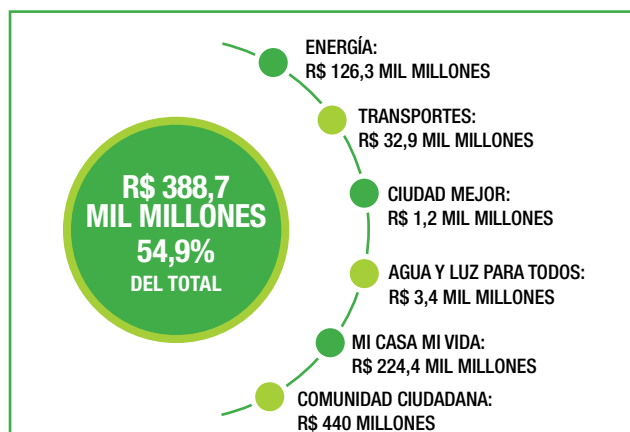 R$ 388,7
MIL MILLONES
54,9%
DEL TOTAL
ENERGÍA:
R$ 126,3 MIL MILLONES
TRANSPORTES:
R$ 32,9 MIL MILLONES
CIUDAD MEJOR:
R$ 1,2 MIL MILLONES
AGUA Y LUZ PARA TODOS:
R$ 3,4 MIL MILLONES
MI CASA MI VIDA:
R$ 224,4 MIL MILLONES
COMUNIDAD CIUDADANA:
R$ 440 MILLONES